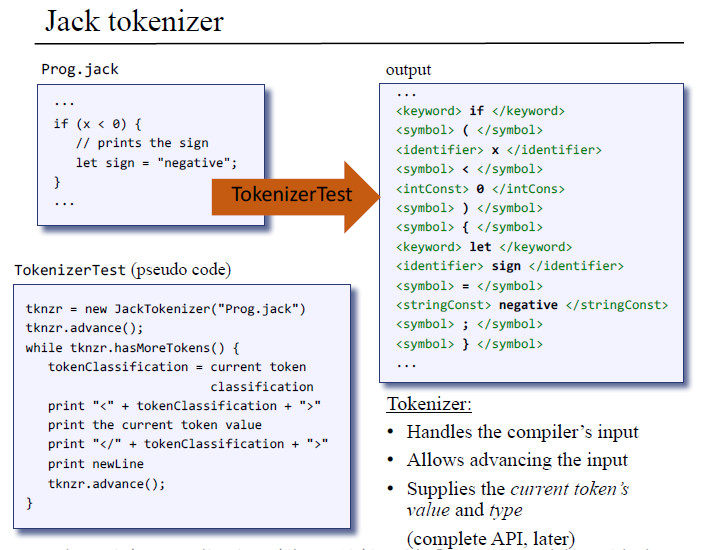 Jack tokenizer
Prog.jack
...
if (x < 0) {
// prints the sign
let sign = "negative";
}
...
TokenizerTest
output
...
<keyword> if </keyword>
<symbol> ( </symbol>
<identifier> x </identifier>
<symbol> < </symbol>
<intConst> 0 </intCons>
<symbol> ) </symbol>
<symbol> { </symbol>
<keyword> let </keyword>
<identifier> sign </identifier>
<symbol> = </symbol>
<stringConst> negative </stringConst>
<symbol> ; </symbol>
<symbol> } </symbol>
...
TokenizerTest (pseudo code)
tknzr = new JackTokenizer("Prog.jack")
tknzr.advance();
while tknzr.hasMoreTokens() {
tokenClassification = current token
classification
print "<" + tokenClassification + ">"
print the current token value
print "</" + tokenClassification + ">"
print newLine
tknzr.advance();
}
Tokenizer:
• Handles the compiler’s input
• Allows advancing the input
• Supplies the current token’s
value and type
(complete API, later)